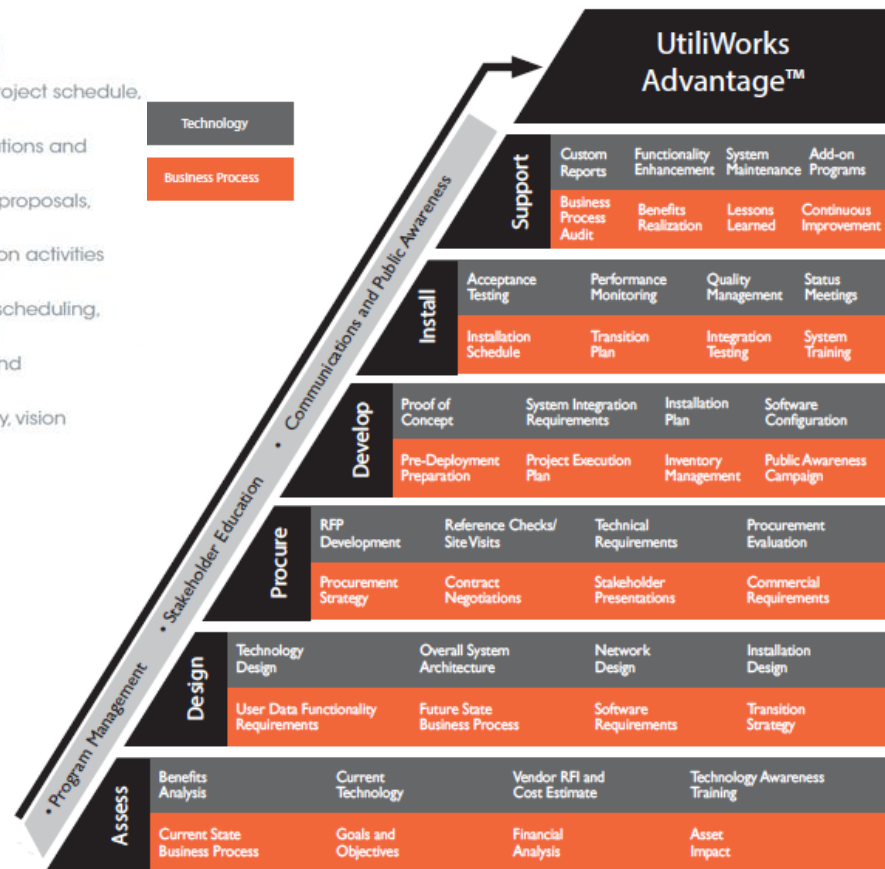 roject schedule,
tions and
proposals,
on activities
scheduling,
nd
y, vision
Technology
Business Process
UtiliWorks
Advantage™
• Program Management • Stakeholder Education • Communications and Public Awareness
Support
Custom
Reports
Functionality
Enhancement
System
Maintenance
Add-on
Programs
Business
Process
Audit
Benefits
Realization
Lessons
Learned
Continuous
Improvement
Install
Acceptance
Testing
Performance
Monitoring
Quality
Management
Status
Meetings
Installation
Schedule
Transition
Plan
Integration
Testing
System
Training
Develop
Proof of
Concept
System Integration
Requirements
Installation
Plan
Software
Configuration
Pre-Deployment
Preparation
Project Execution
Plan
Inventory
Management
Public Awareness
Campaign
Procure
RFP
Development
Reference Checks/
Site Visits
Technical
Requirements
Procurement
Evaluation
Procurement
Strategy
Contract
Negotiations
Stakeholder
Presentations
Commercial
Requirements
Design
Technology
Design
Overall System
Architecture
Network
Design
Installation
Design
User Data Functionality
Requirements
Future State
Business Process
Software
Requirements
Transition
Strategy
Assess
Benefits
Analysis
Current
Technology
Vendor RFI and
Cost Estimate
Technology Awareness
Training
Current State
Business Process
Goals and
Objectives
Financial
Analysis
Asset
Impact